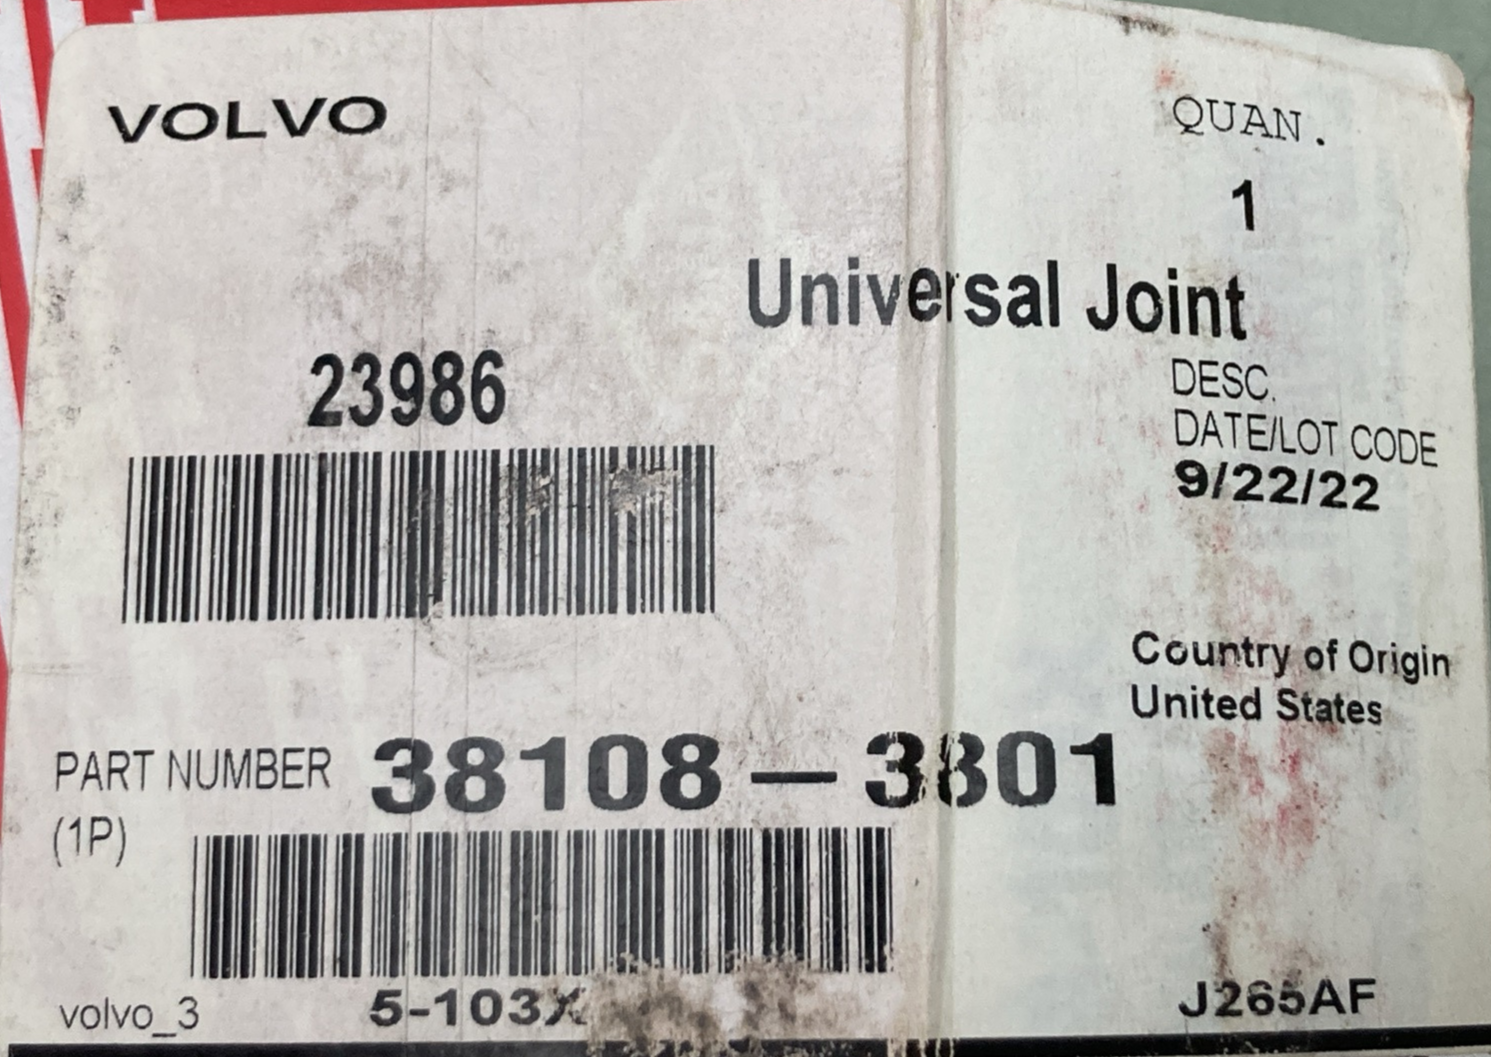 VOLVO
QUAN.
1
Universal Joint
23986
DESC.
DATE/LOT CODE
9/22/22
Country of Origin
United States
PART NUMBER 38108-3801
(1P)
volvo_3
5-103X
J265AF